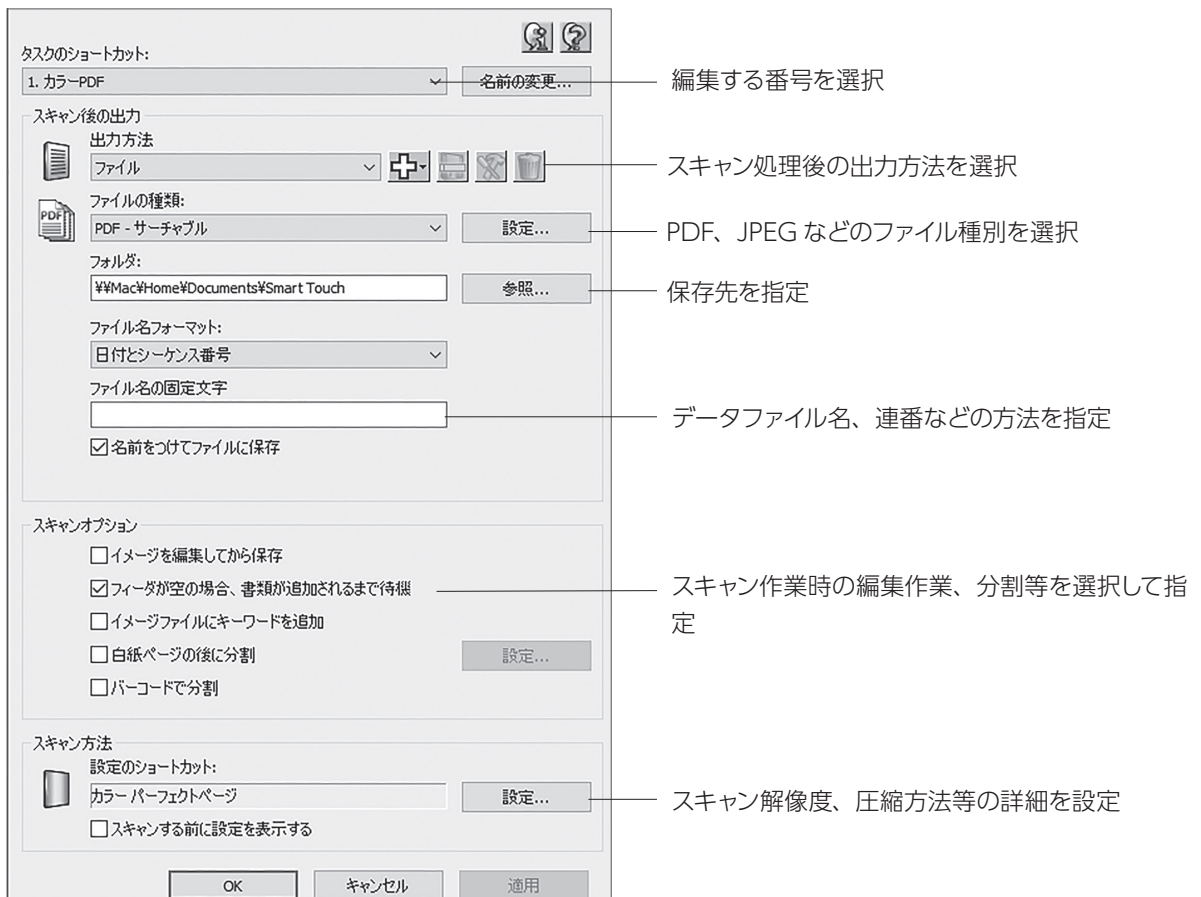 タスクのショートカット:
1. カラーPDF
名前の変更...
編集する番号を選択
スキャン後の出力
出力方法
ファイル
スキャン処理後の出力方法を選択
ファイルの種類:
PDF
PDF - サーチャブル
設定...
PDF、JPEG などのファイル種別を選択
フォルダ:
¥¥Mac¥Home¥Documents¥Smart Touch
参照...
保存先を指定
ファイル名フォーマット:
日付とシーケンス番号
ファイル名の固定文字
データファイル名、連番などの方法を指定
名前をつけてファイルに保存
スキャンオプション
イメージを編集してから保存
フィーダが空の場合、書類が追加されるまで待機
スキャン作業時の編集作業、分割等を選択して指
定
イメージファイルにキーワードを追加
白紙ページの後に分割
設定...
バーコードで分割
スキャン方法
設定のショートカット:
カラー パーフェクトページ
設定...
スキャン解像度、圧縮方法等の詳細を設定
スキャンする前に設定を表示する
OK
キャンセル
適用